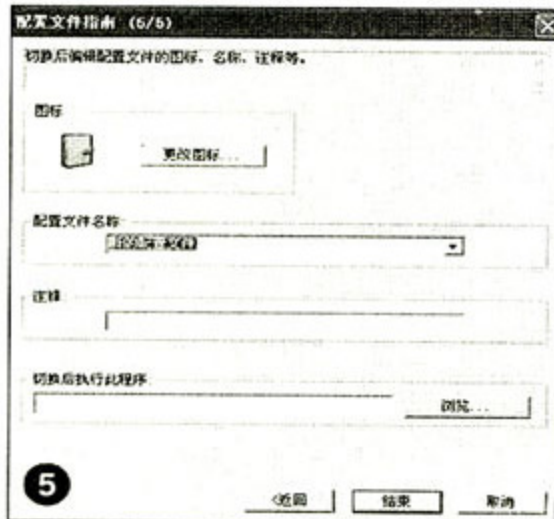 配置文件指南 (5/5)
切换后编辑配置文件的图标、名称、注释等。
图标
更改图标...
配置文件名称
注释
切换后执行此程序
浏览...
5
<返回
结束
取消